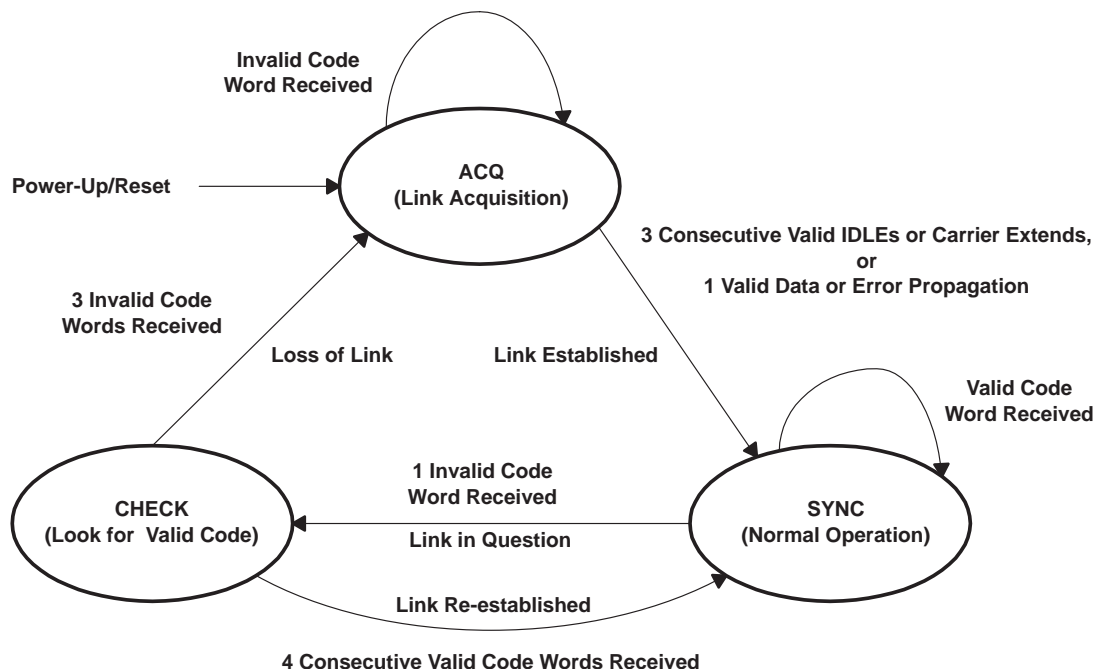 Invalid Code
Word Received
ACQ
(Link Acquisition)
Power-Up/Reset
3 Consecutive Valid IDLEs or Carrier Extends,
or
1 Valid Data or Error Propagation
3 Invalid Code
Words Received
Loss of Link
Link Established
Valid Code
Word Received
1 Invalid Code
Word Received
CHECK
(Look for Valid Code)
SYNC
(Normal Operation)
Link in Question
Link Re-established
4 Consecutive Valid Code Words Received